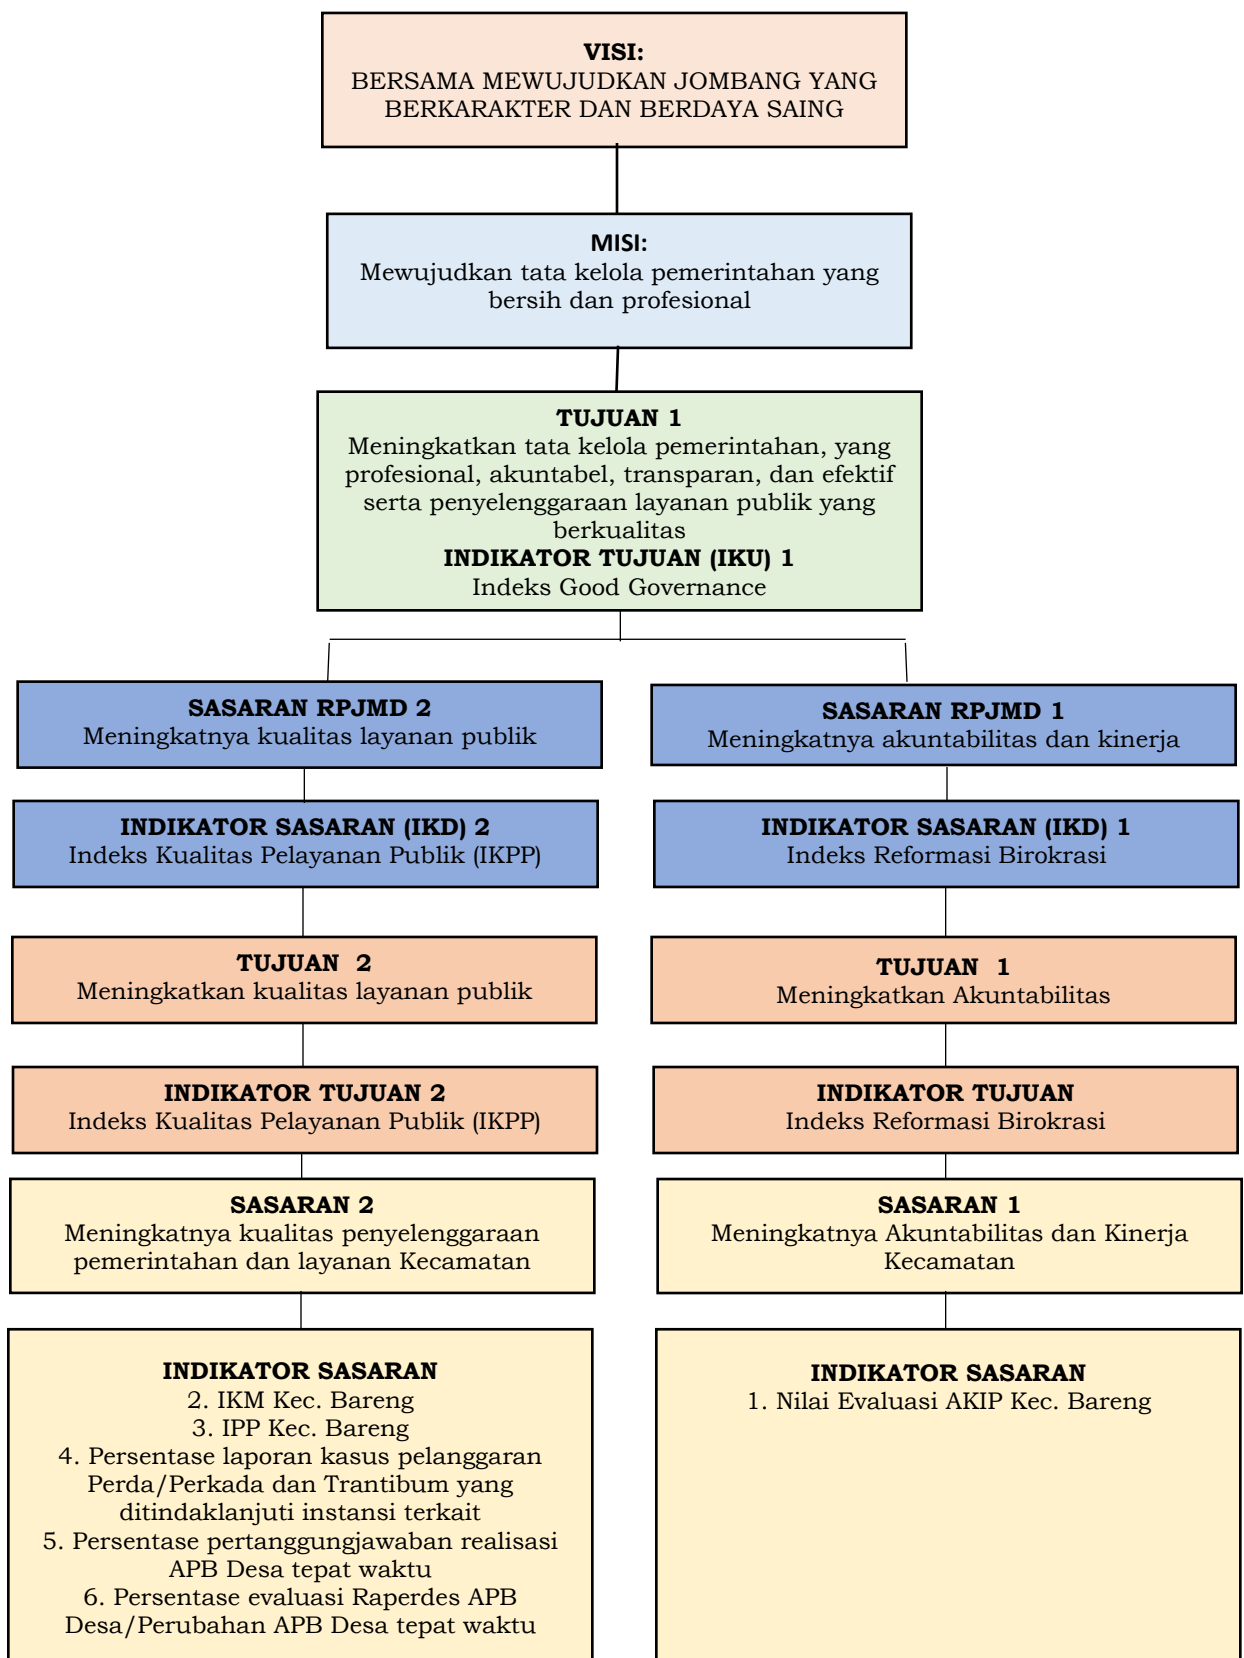 VISI:
BERSAMA MEWUJUDKAN JOMBANG YANG
BERKARAKTER DAN BERDAYA SAING
MISI:
Mewujudkan tata kelola pemerintahan yang
bersih dan profesional
TUJUAN 1
Meningkatkan tata kelola pemerintahan, yang
profesional, akuntabel, transparan, dan efektif
serta penyelenggaraan layanan publik yang
berkualitas
INDIKATOR TUJUAN (IKU) 1
Indeks Good Governance
SASARAN RPJMD 2
Meningkatnya kualitas layanan publik
SASARAN RPJMD 1
Meningkatnya akuntabilitas dan kinerja
INDIKATOR SASARAN (IKD) 2
Indeks Kualitas Pelayanan Publik (IKPP)
INDIKATOR SASARAN (IKD) 1
Indeks Reformasi Birokrasi
TUJUAN 2
Meningkatkan kualitas layanan publik
TUJUAN 1
Meningkatkan Akuntabilitas
INDIKATOR TUJUAN 2
Indeks Kualitas Pelayanan Publik (IKPP)
INDIKATOR TUJUAN
Indeks Reformasi Birokrasi
SASARAN 2
Meningkatnya kualitas penyelenggaraan
pemerintahan dan layanan Kecamatan
SASARAN 1
Meningkatnya Akuntabilitas dan Kinerja
Kecamatan
INDIKATOR SASARAN
2. IKM Kec. Bareng
3. IPP Kec. Bareng
4. Persentase laporan kasus pelanggaran
Perda/Perkada dan Trantibum yang
ditindaklanjuti instansi terkait
5. Persentase pertanggungjawaban realisasi
APB Desa tepat waktu
6. Persentase evaluasi Raperdes APB
Desa/Perubahan APB Desa tepat waktu
INDIKATOR SASARAN
1. Nilai Evaluasi AKIP Kec. Bareng